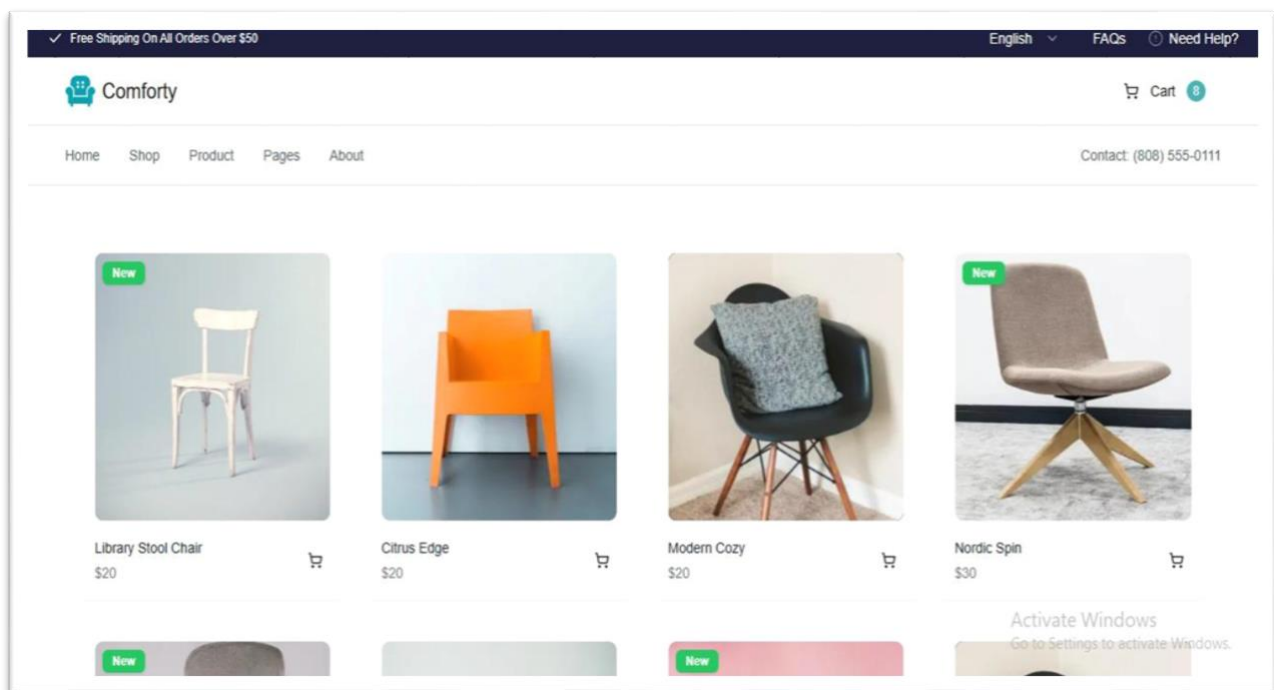 Free Shipping On All Orders Over $50
English
FAQs
Need Help?
Comforty
Cart 8
Home Shop Product Pages About
Contact: (808) 555-0111
New
New
Library Stool Chair
$20
Citrus Edge
$20
Modern Cozy
$20
Nordic Spin
$30
Activate Windows
Go to Settings to activate Windows.
New
New